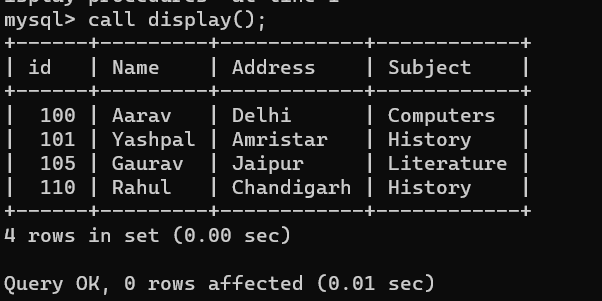 mysql> call display();
+------+---------+------------+------------+
| id   | Name    | Address    | Subject    |
+------+---------+------------+------------+
|  100 | Aarav   | Delhi      | Computers  |
|  101 | Yashpal | Amristar   | History    |
|  105 | Gaurav  | Jaipur     | Literature |
|  110 | Rahul   | Chandigarh | History    |
+------+---------+------------+------------+
4 rows in set (0.00 sec)
Query OK, 0 rows affected (0.01 sec)